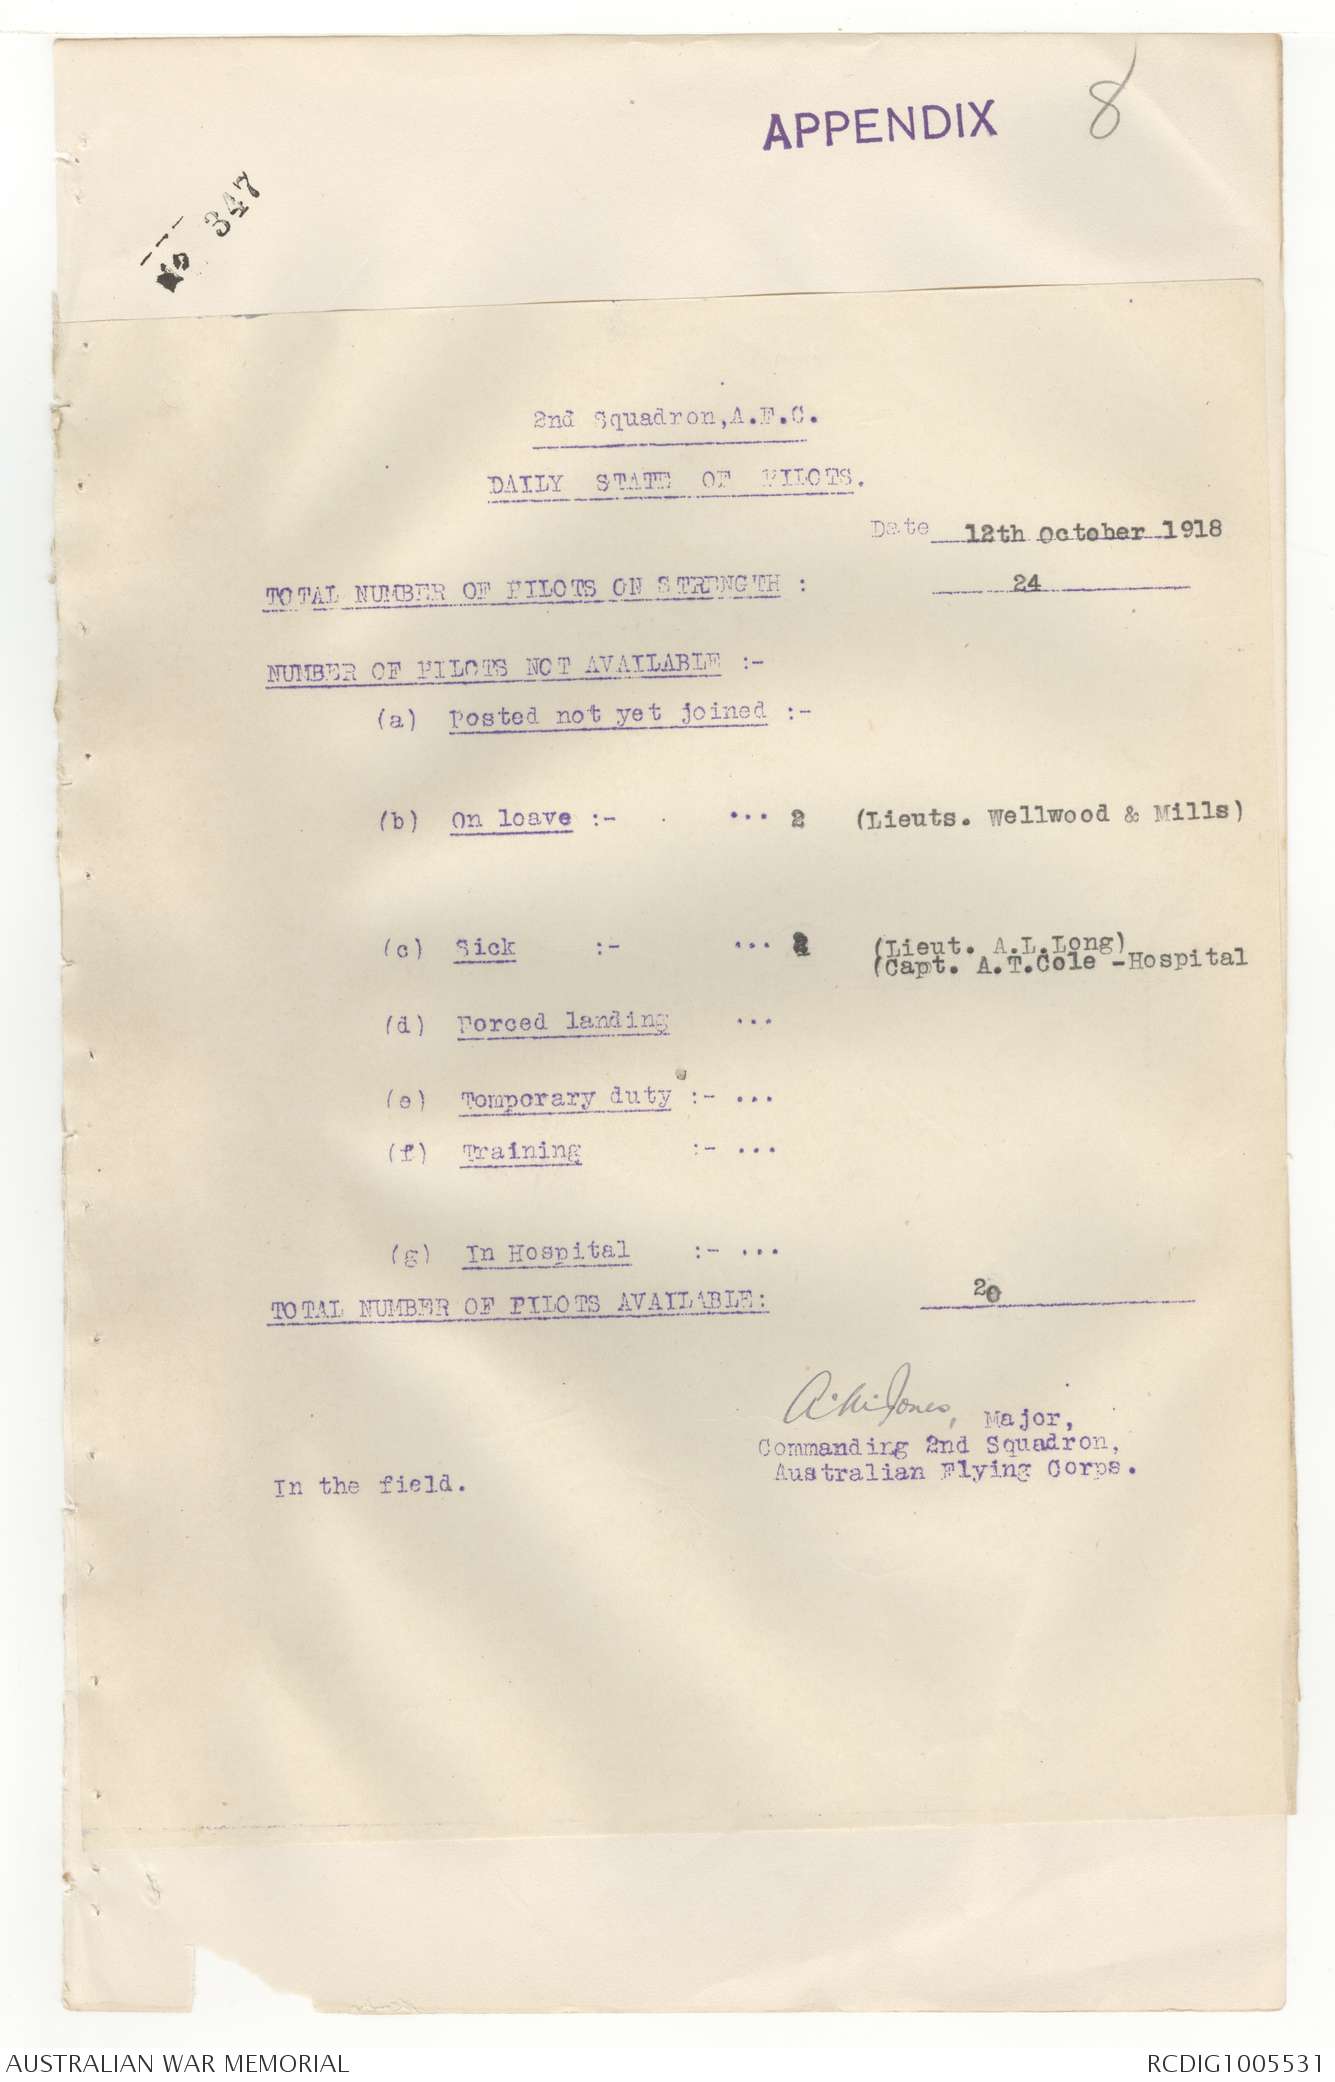 APPENDIX 8
No 347
2nd Squadron, A.F.C.
DAILY STATE OF PILOTS.
Date 12th October 1918
TOTAL NUMBER OF PILOTS ON STRENGTH : 24
NUMBER OF PILOTS NOT AVAILABLE :-
(a) Posted not yet joined :-
(b) On leave :- ... 2 (Lieuts. Wellwood & Mills)
(c) Sick :- ... 2 (Lieut. A.L.Long)
(Capt. A.T.Cole -Hospital
(d) Forced landing ...
(e) Temporary duty :- ...
(f) Training :- ...
(g) In Hospital :- ...
TOTAL NUMBER OF PILOTS AVAILABLE: 20
Jones, Major,
Commanding 2nd Squadron,
Australian Flying Corps.
In the field.
AUSTRALIAN WAR MEMORIAL RCDIG1005531